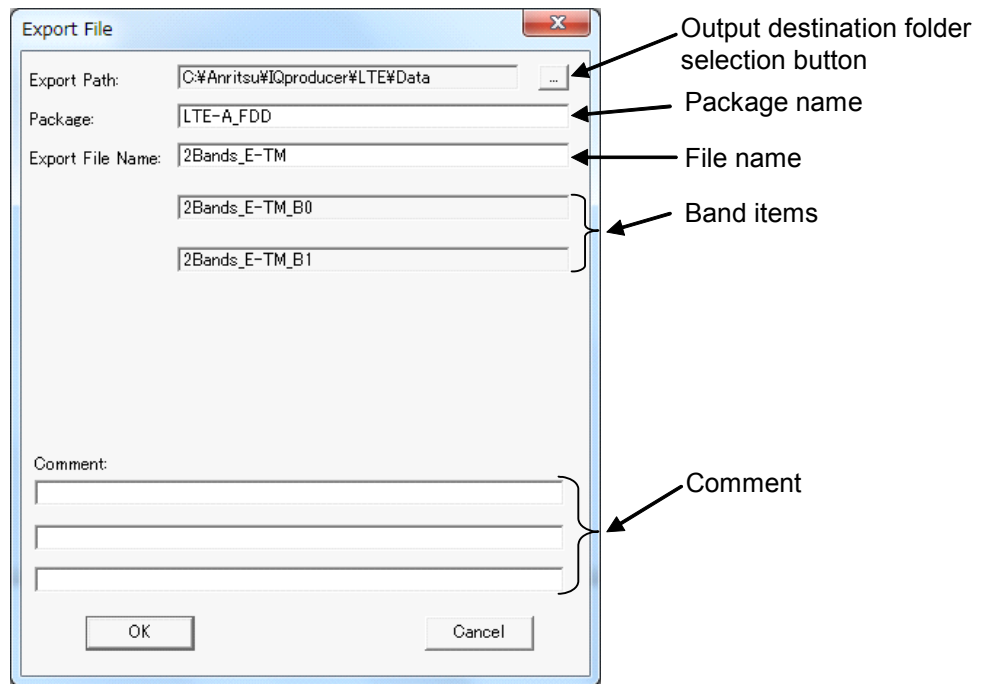 Export File
Output destination folder
selection button
Export Path:
C:¥Anritsu¥IQproducer¥LTE¥Data
...
Package:
LTE-A_FDD
Package name
Export File Name:
2Bands_E-TM
File name
2Bands_E-TM_B0
Band items
2Bands_E-TM_B1
Comment:
Comment
OK
Cancel